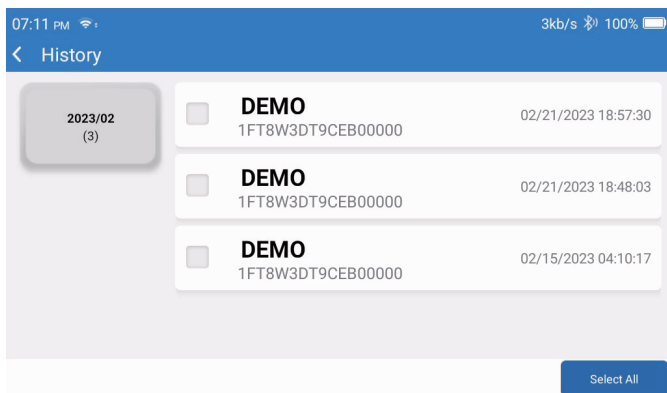 07:11 PM
3kb/s 100%
History
2023/02
(3)
DEMO
1FT8W3DT9CEB00000
02/21/2023 18:57:30
DEMO
1FT8W3DT9CEB00000
02/21/2023 18:48:03
DEMO
1FT8W3DT9CEB00000
02/15/2023 04:10:17
Select All